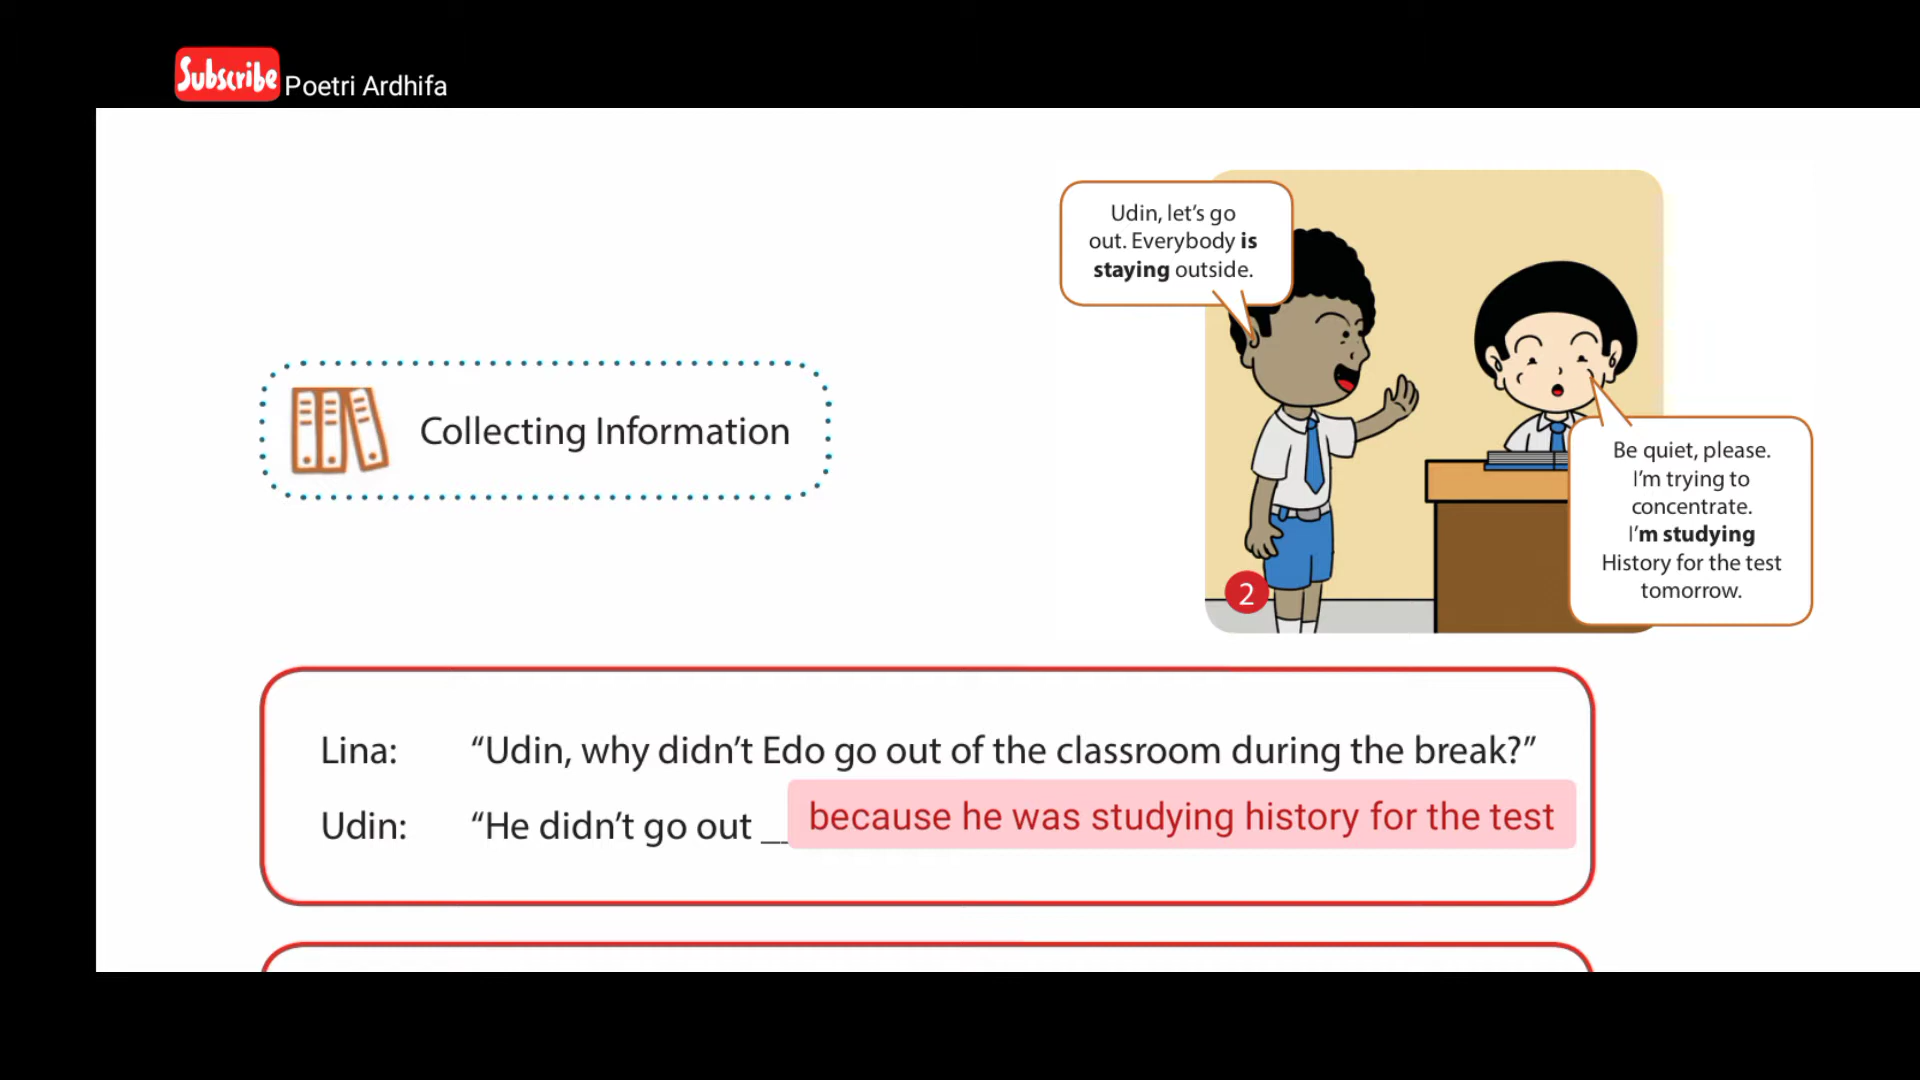 Subscribe Poetri Ardhifa
Udin, let’s go
out. Everybody is
staying outside.
Collecting Information
Be quiet, please.
I’m trying to
concentrate.
I’m studying
History for the test
tomorrow.
2
Lina: “Udin, why didn’t Edo go out of the classroom during the break?”
Udin: “He didn’t go out __ because he was studying history for the test